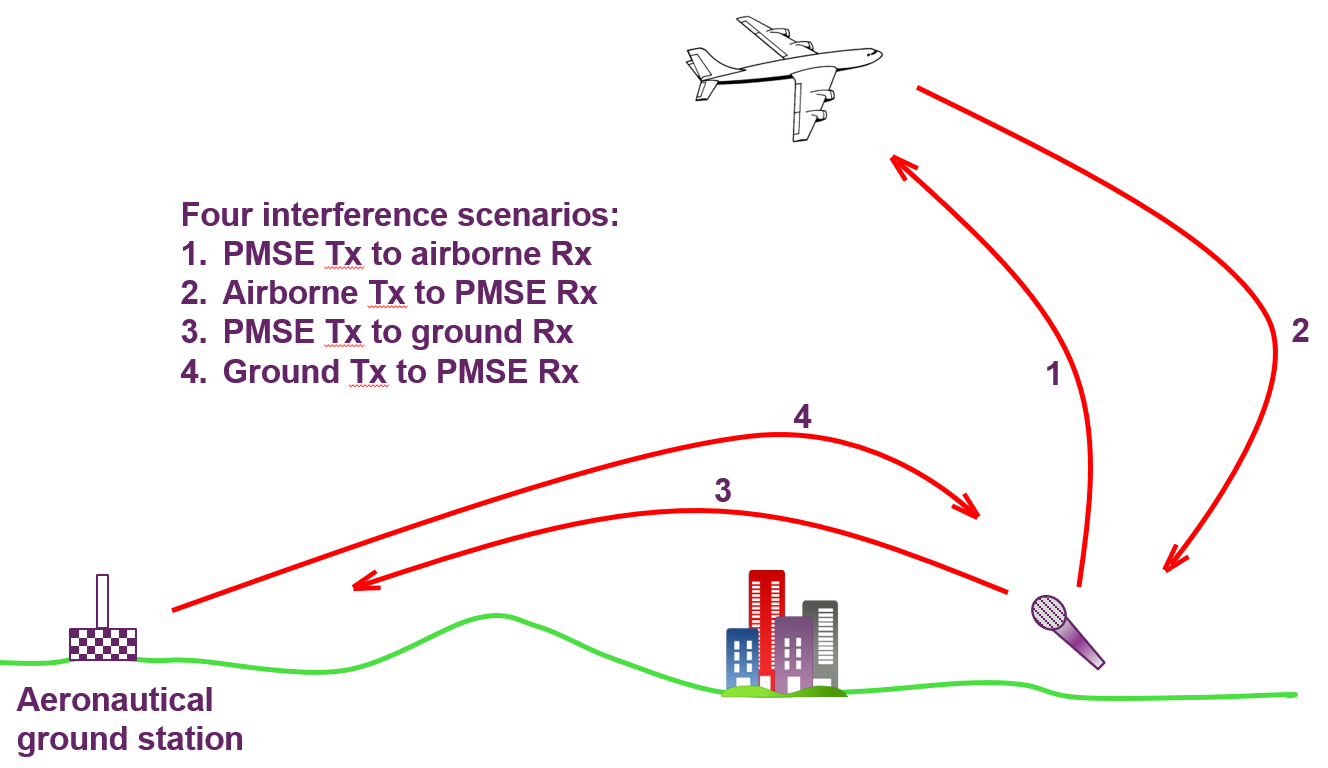 Four interference scenarios:
1. PMSE Tx to airborne Rx
2. Airborne Tx to PMSE Rx
3. PMSE Tx to ground Rx
4. Ground Tx to PMSE Rx
2
1
4
3
Aeronautical
ground station